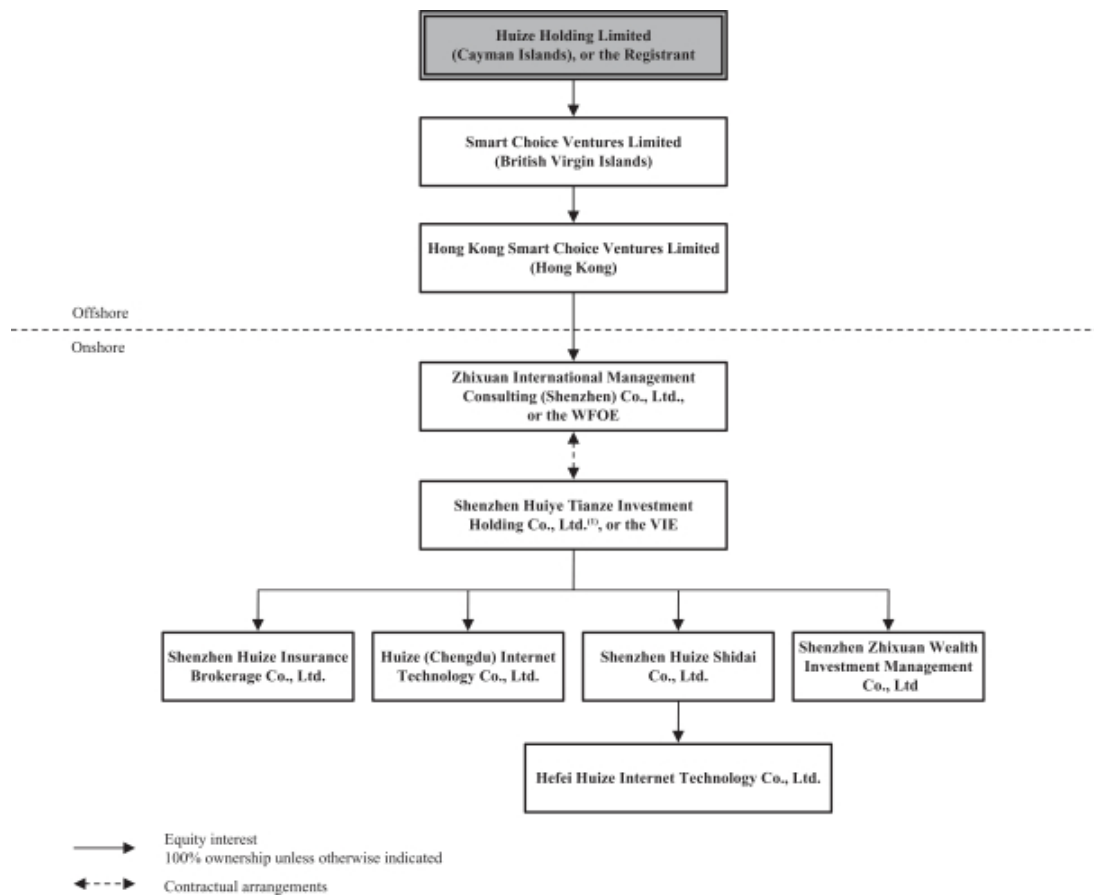 Huize Holding Limited
(Cayman Islands), or the Registrant
Smart Choice Ventures Limited
(British Virgin Islands)
Hong Kong Smart Choice Ventures Limited
(Hong Kong)
Offshore
Onshore
Zhixuan International Management
Consulting (Shenzhen) Co., Ltd.,
or the WFOE
Shenzhen Huiye Tianze Investment
Holding Co., Ltd.(1), or the VIE
Shenzhen Huize Insurance
Brokerage Co., Ltd.
Huize (Chengdu) Internet
Technology Co., Ltd.
Shenzhen Huize Shidai
Co., Ltd.
Shenzhen Zhixuan Wealth
Investment Management
Co., Ltd
Hefei Huize Internet Technology Co., Ltd.
Equity interest
100% ownership unless otherwise indicated
Contractual arrangements